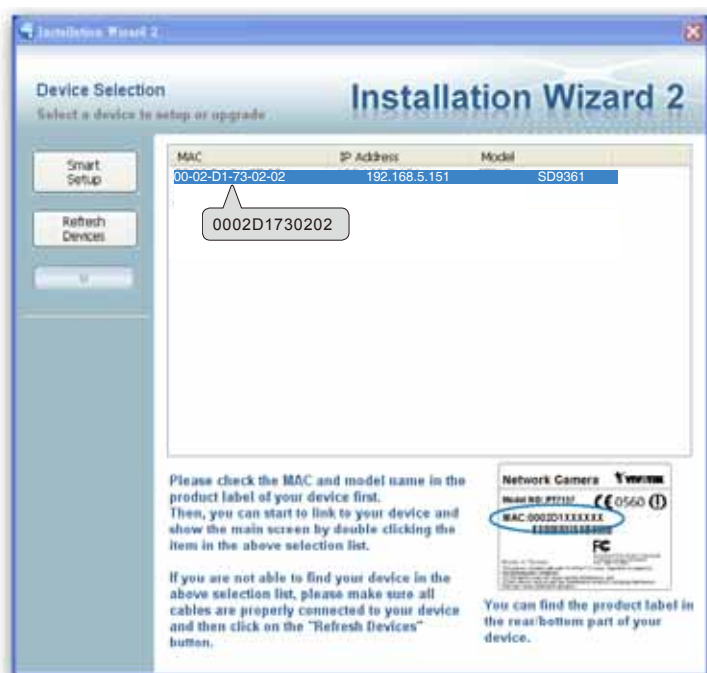 Installation Wizard 2
Device Selection
Select a device to setup or upgrade
Installation Wizard 2
Smart
Setup
Refresh
Devices
MAC IP Address Model
00-02-D1-73-02-02 192.168.5.151 SD9361
0002D1730202
Please check the MAC and model name in the
product label of your device first.
Then, you can start to link to your device and
show the main screen by double clicking the
item in the above selection list.
If you are not able to find your device in the
above selection list, please make sure all
cables are properly connected to your device
and then click on the "Refresh Devices"
button.
Network Camera VIVOTEK
Model NO: PT7137 CE0560
MAC:0002D1XXXXXX
FC
You can find the product label in
the rear/bottom part of your
device.